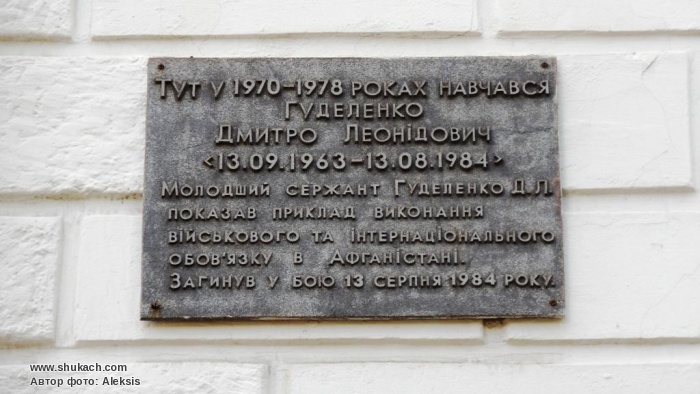 Тут у 1970–1978 роках навчався
Гуделенко
Дмитро Леонідович
<13.09.1963–13.08.1984>
Молодший сержант Гуделенко Д.Л.
показав приклад виконання
військового та інтернаціонального
обов'язку в Афганістані.
Загинув у бою 13 серпня 1984 року.
www.shukach.com
Автор фото: Aleksis